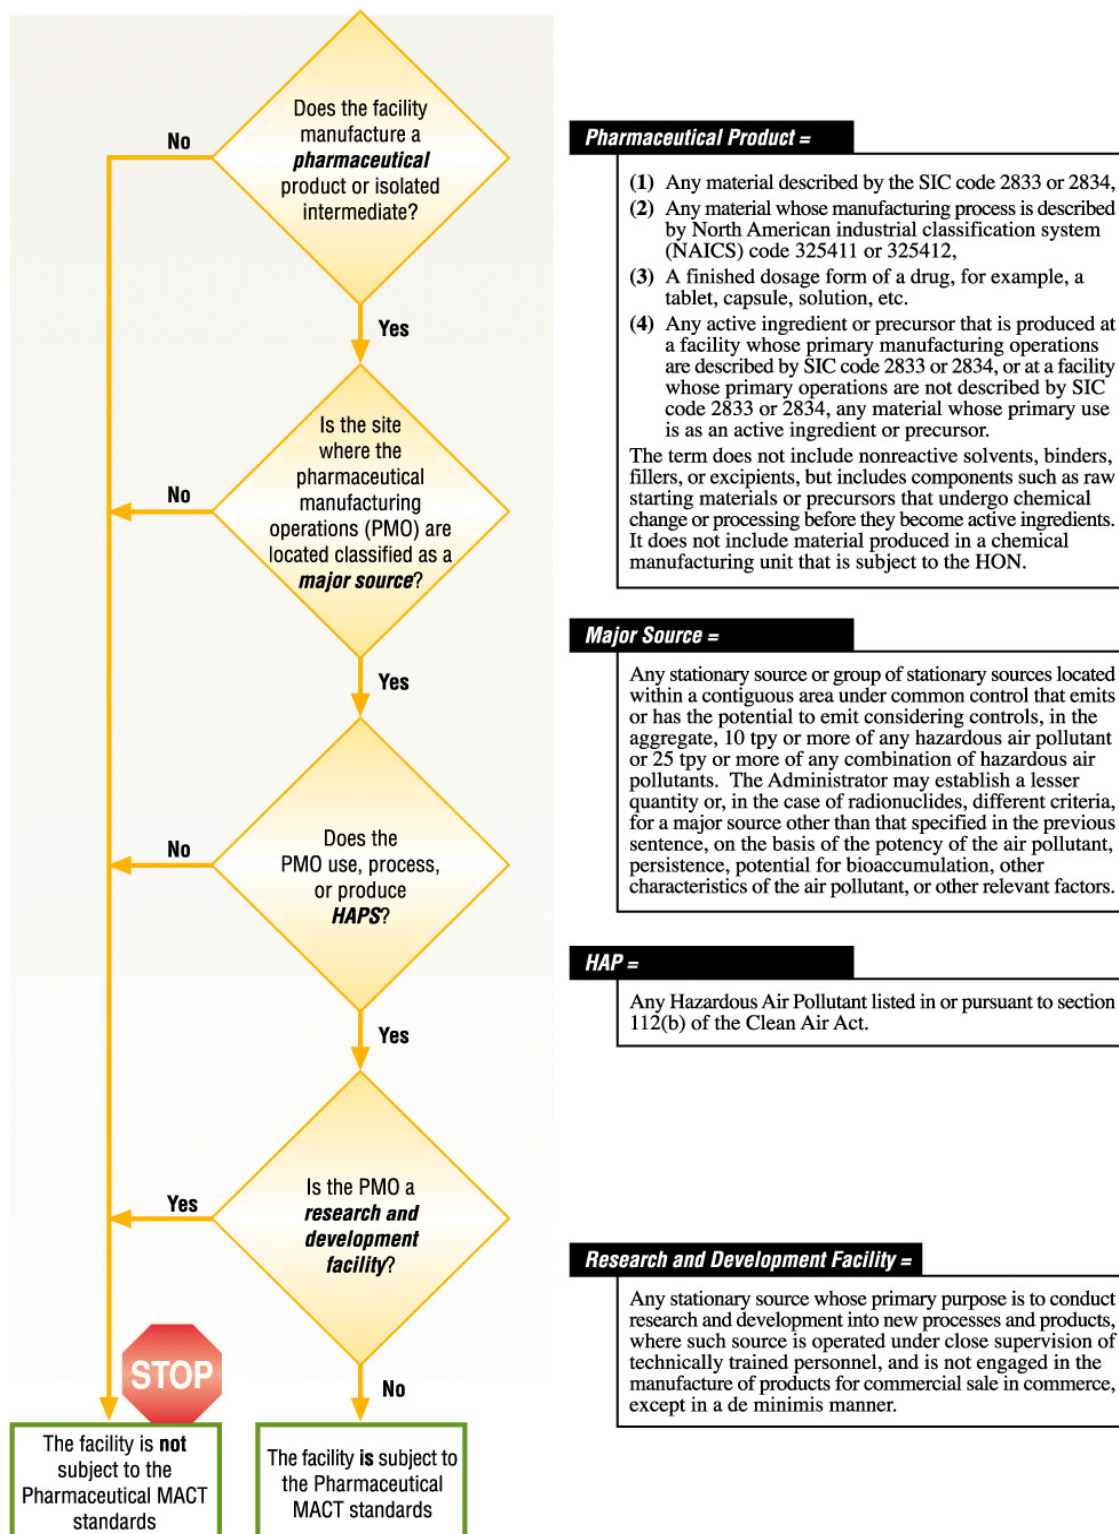 Does the facility
manufacture a
pharmaceutical
product or isolated
intermediate?
No
Yes
Is the site
where the
pharmaceutical
manufacturing
operations (PMO) are
located classified as a
major source?
No
Yes
Does the
PMO use, process,
or produce
HAPS?
No
Yes
Is the PMO a
research and
development
facility?
Yes
No
STOP
The facility is not
subject to the
Pharmaceutical MACT
standards
The facility is subject to
the Pharmaceutical
MACT standards
Pharmaceutical Product =
(1) Any material described by the SIC code 2833 or 2834,
(2) Any material whose manufacturing process is described
by North American industrial classification system
(NAICS) code 325411 or 325412,
(3) A finished dosage form of a drug, for example, a
tablet, capsule, solution, etc.
(4) Any active ingredient or precursor that is produced at
a facility whose primary manufacturing operations
are described by SIC code 2833 or 2834, or at a facility
whose primary operations are not described by SIC
code 2833 or 2834, any material whose primary use
is as an active ingredient or precursor.
The term does not include nonreactive solvents, binders,
fillers, or excipients, but includes components such as raw
starting materials or precursors that undergo chemical
change or processing before they become active ingredients.
It does not include material produced in a chemical
manufacturing unit that is subject to the HON.
Major Source =
Any stationary source or group of stationary sources located
within a contiguous area under common control that emits
or has the potential to emit considering controls, in the
aggregate, 10 tpy or more of any hazardous air pollutant
or 25 tpy or more of any combination of hazardous air
pollutants. The Administrator may establish a lesser
quantity or, in the case of radionuclides, different criteria,
for a major source other than that specified in the previous
sentence, on the basis of the potency of the air pollutant,
persistence, potential for bioaccumulation, other
characteristics of the air pollutant, or other relevant factors.
HAP =
Any Hazardous Air Pollutant listed in or pursuant to section
112(b) of the Clean Air Act.
Research and Development Facility =
Any stationary source whose primary purpose is to conduct
research and development into new processes and products,
where such source is operated under close supervision of
technically trained personnel, and is not engaged in the
manufacture of products for commercial sale in commerce,
except in a de minimis manner.